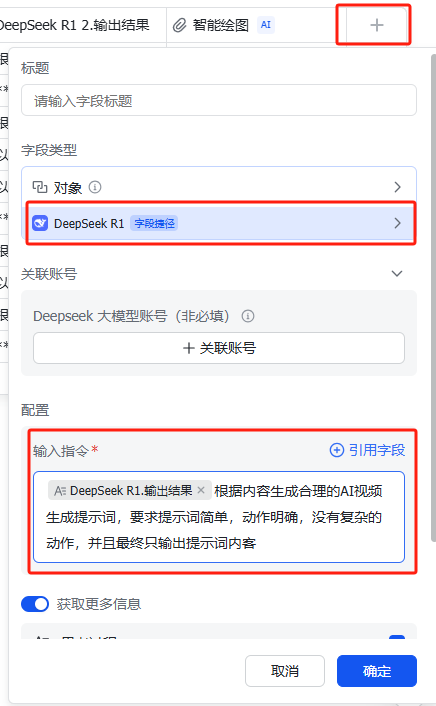 DeepSeek R1 2.输出结果
智能绘图 AI
标题
请输入字段标题
字段类型
对象
DeepSeek R1 字段捷径
关联账号
Deepseek 大模型账号（非必填）
+ 关联账号
配置
输入指令* 引用字段
DeepSeek R1.输出结果 × 根据内容生成合理的AI视频
生成提示词，要求提示词简单，动作明确，没有复杂的
动作，并且最终只输出提示词内客
获取更多信息
取消 确定